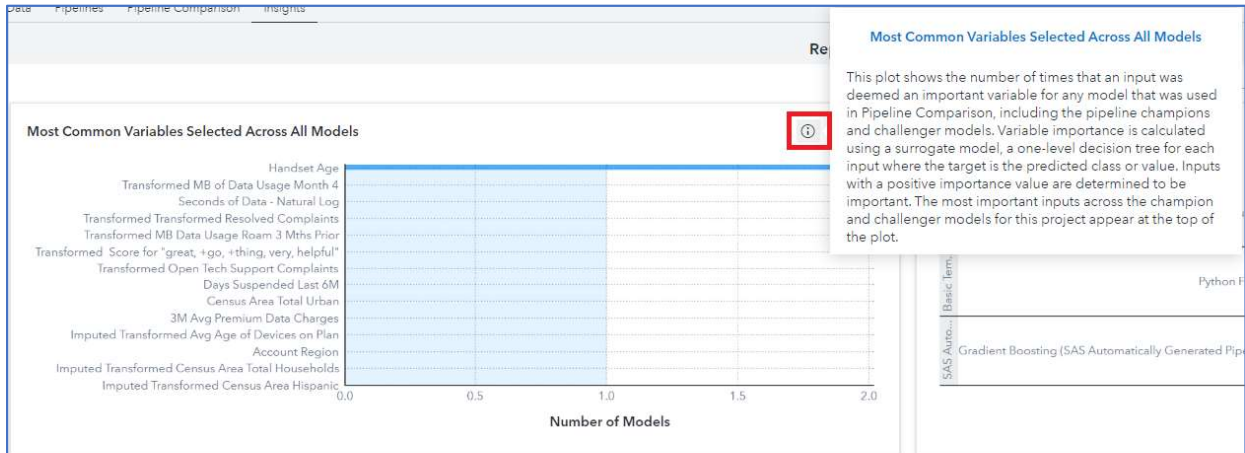 Data Pipelines Pipeline Comparison Insights
Most Common Variables Selected Across All Models
This plot shows the number of times that an input was
deemed an important variable for any model that was used
in Pipeline Comparison, including the pipeline champions
and challenger models. Variable importance is calculated
using a surrogate model, a one-level decision tree for each
input where the target is the predicted class or value. Inputs
with a positive importance value are determined to be
important. The most important inputs across the champion
and challenger models for this project appear at the top of
the plot.
Most Common Variables Selected Across All Models
Handset Age
Transformed MB of Data Usage Month 4
Seconds of Data - Natural Log
Transformed Transformed Resolved Complaints
Transformed MB Data Usage Roam 3 Mths Prior
Transformed Score for "great, +go, +thing, very, helpful"
Transformed Open Tech Support Complaints
Days Suspended Last 6M
Census Area Total Urban
3M Avg Premium Data Charges
Imputed Transformed Avg Age of Devices on Plan
Account Region
Imputed Transformed Census Area Total Households
Imputed Transformed Census Area Hispanic
0.0 0.5 1.0 1.5 2.0
Number of Models
Basic Tem...
Python F
SAS Auto...
Gradient Boosting (SAS Automatically Generated Pipe